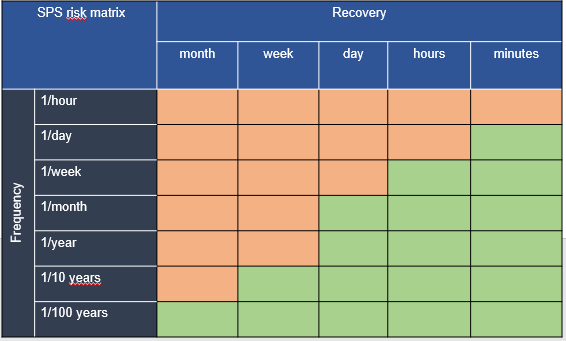 SPS risk matrix
Recovery
month
week
day
hours
minutes
Frequency
1/hour
1/day
1/week
1/month
1/year
1/10 years
1/100 years